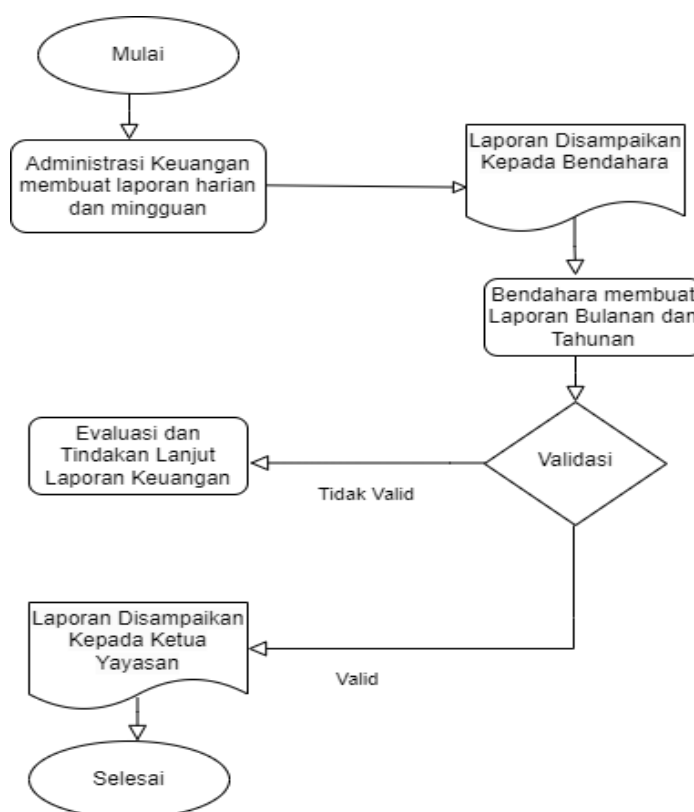 Mulai
Administrasi Keuangan
membuat laporan harian
dan mingguan
Laporan Disampaikan
Kepada Bendahara
Bendahara membuat
Laporan Bulanan dan
Tahunan
Validasi
Tidak Valid
Evaluasi dan
Tindakan Lanjut
Laporan Keuangan
Valid
Laporan Disampaikan
Kepada Ketua
Yayasan
Selesai